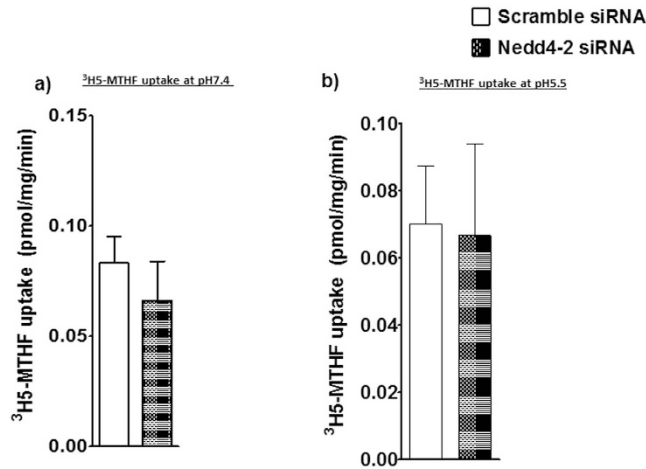 Scramble siRNA
Nedd4-2 siRNA
a)
³H5-MTHF uptake at pH7.4
b)
³H5-MTHF uptake at pH5.5
³H5-MTHF uptake (pmol/mg/min)
0.15
0.10
0.05
0.00
³H5-MTHF uptake (pmol/mg/min)
0.10
0.08
0.06
0.04
0.02
0.00